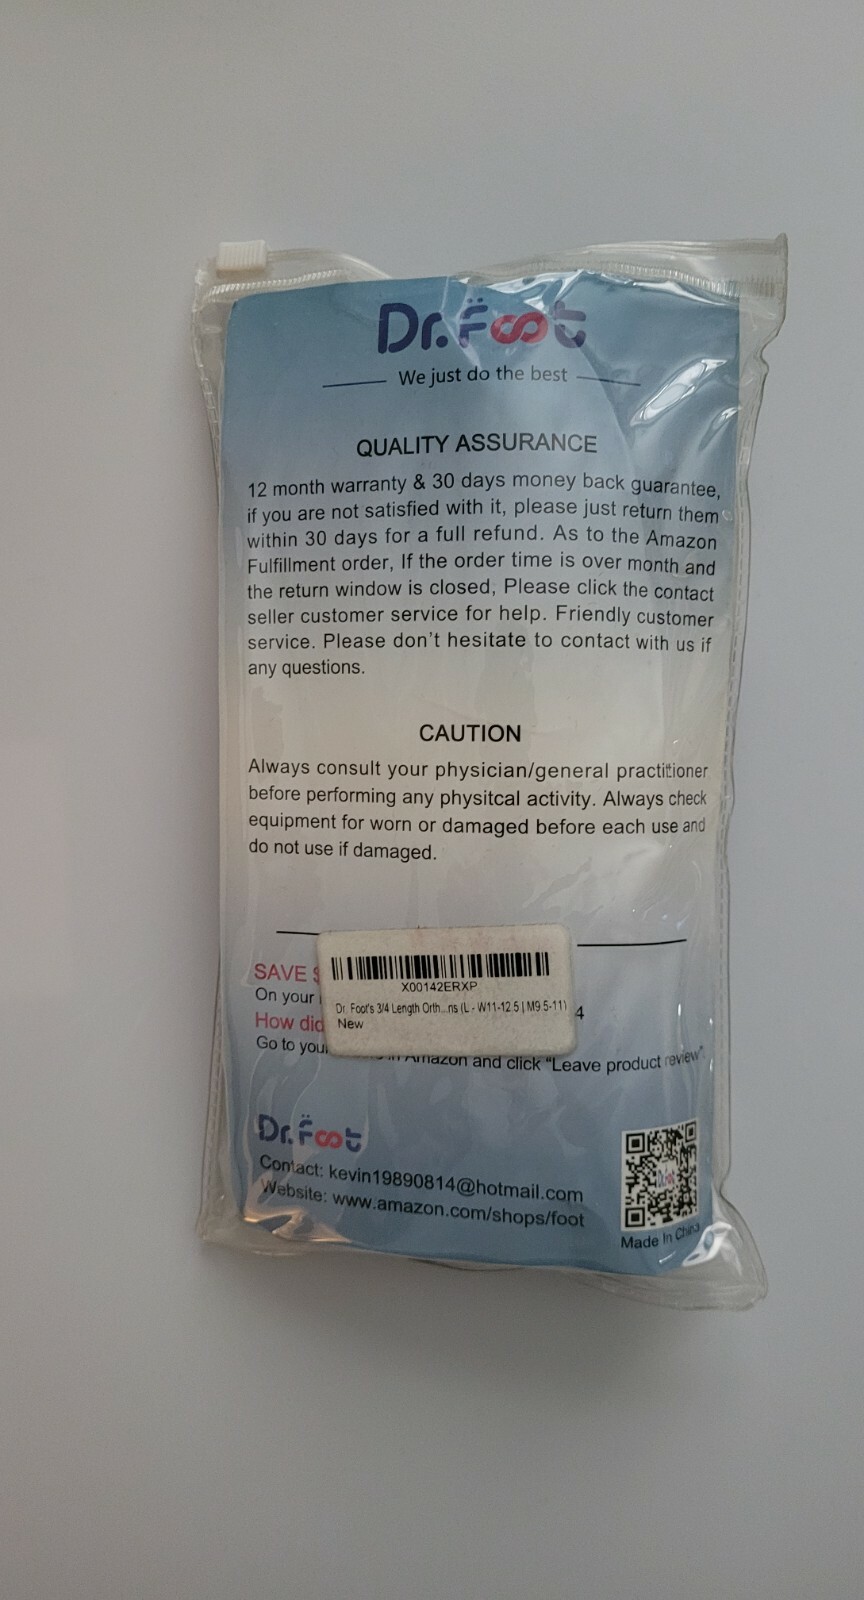 Dr. Foot
We just do the best
QUALITY ASSURANCE
12 month warranty & 30 days money back guarantee,
if you are not satisfied with it, please just return them
within 30 days for a full refund. As to the Amazon
Fulfillment order, If the order time is over month and
the return window is closed, Please click the contact
seller customer service for help. Friendly customer
service. Please don't hesitate to contact with us if
any questions.
CAUTION
Always consult your physician/general practitioner
before performing any physitcal activity. Always check
equipment for worn or damaged before each use and
do not use if damaged.
SAVE $
On your 4
How did
Go to your in Amazon and click "Leave product review".
X00142ERXP
Dr. Foot's 3/4 Length Orth...ns (L - W11-12.5 | M9.5-11)
New
Dr. Foot
Contact: kevin19890814@hotmail.com
Website: www.amazon.com/shops/foot
Dr.Foot
Made In China